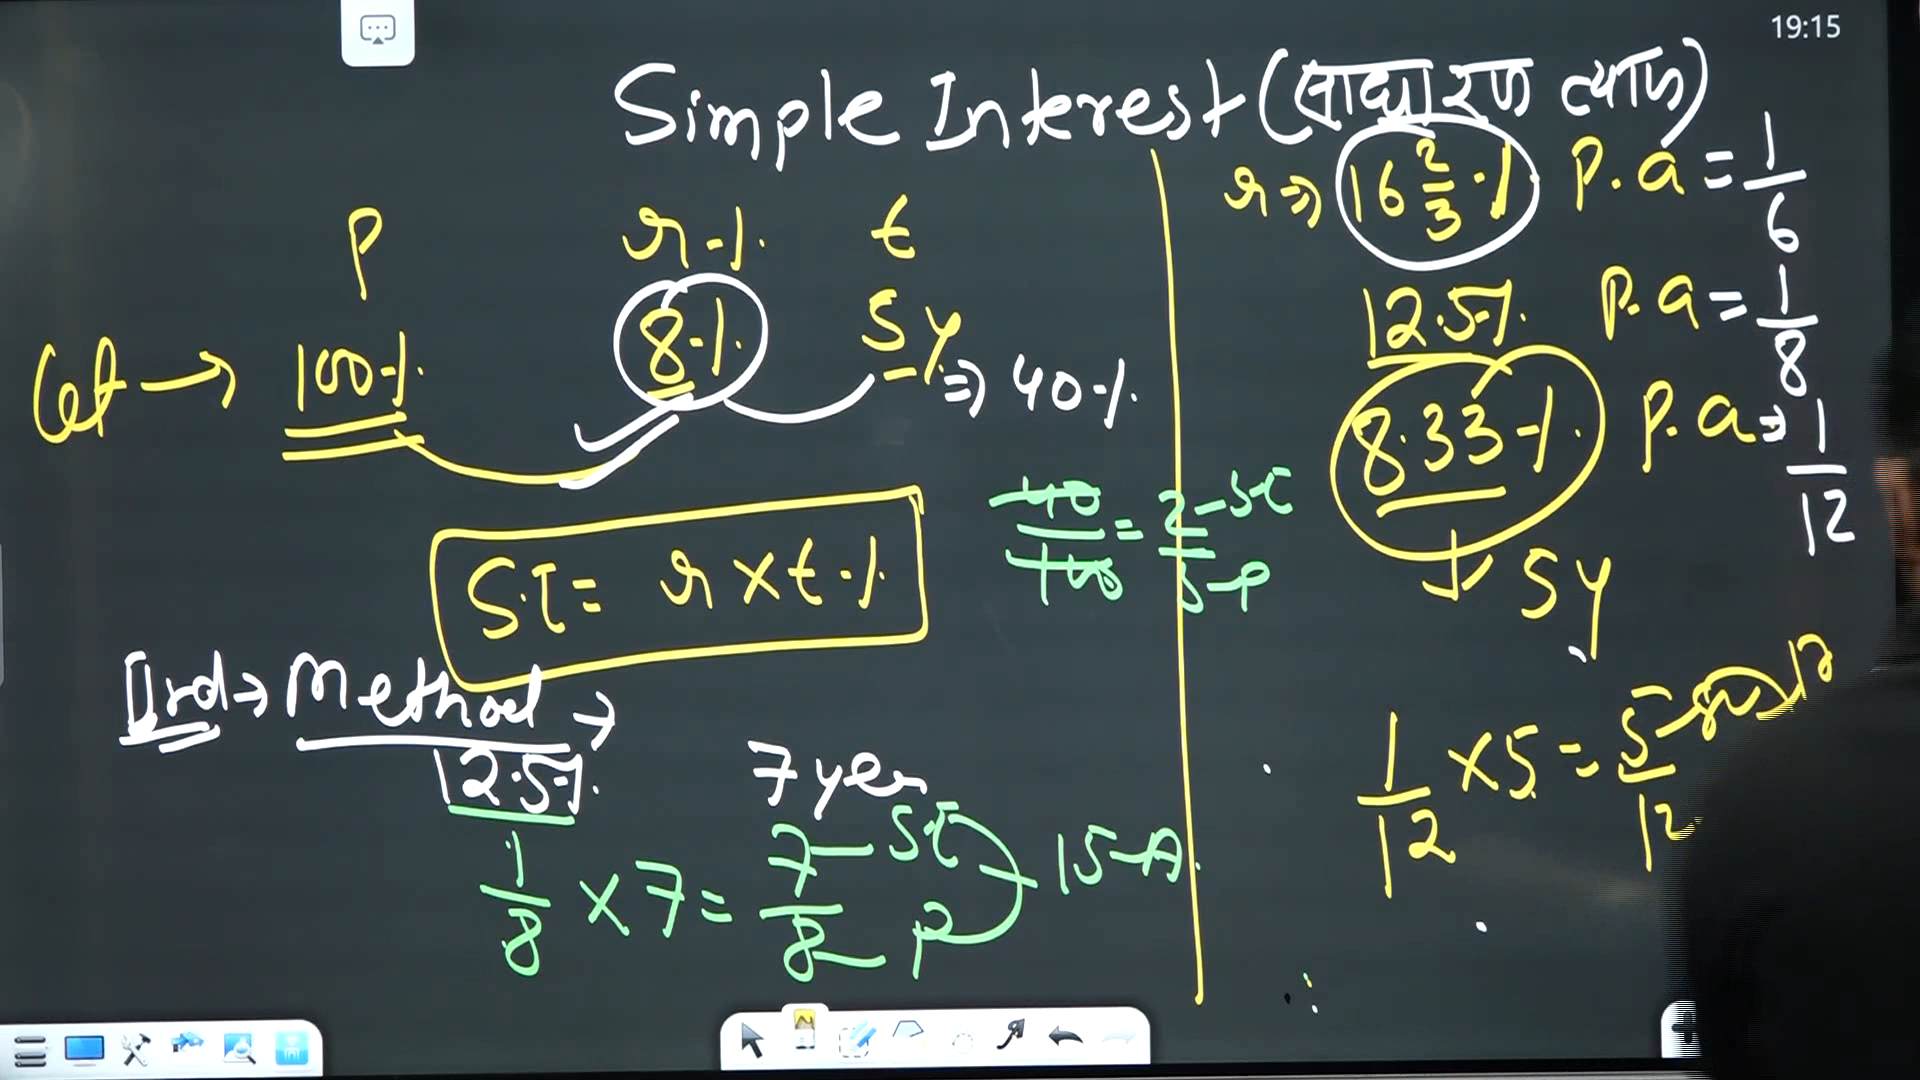 19:15
Simple Interest (साधारण ब्याज)
P r % t
Let → 100% 8% 5y ⇒ 40%
S.I = r × t %
40/100 = 2/5 - SI - P
IIrd → Method →
12.5% 7 year
1/8 × 7 = 7/8 - SI P 15 - A
r ⇒ 16 2/3 % P.a = 1/6
12.5% P.a = 1/8
8.33% P.a ⇒ 1/12
5y
1/12 × 5 = 5/12